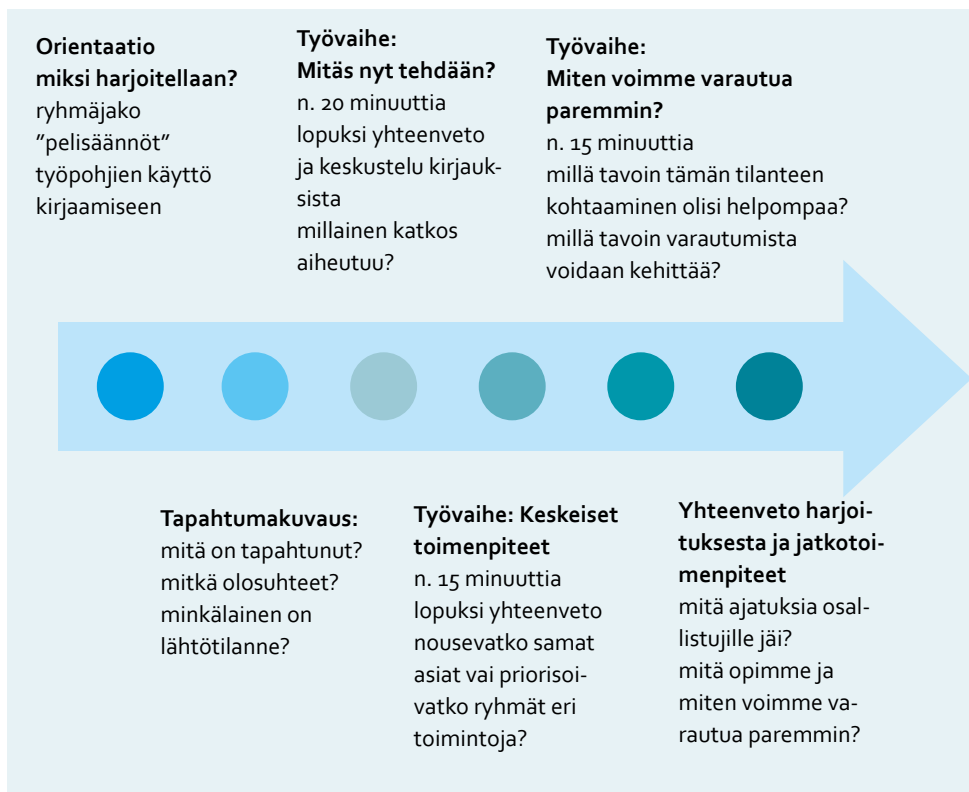 Orientaatio
miksi harjoitellaan?
ryhmäjako
”pelisäännöt”
työpohjien käyttö
kirjaamiseen
Työvaihe:
Mitäs nyt tehdään?
n. 20 minuuttia
lopuksi yhteenveto
ja keskustelu kirjauk-
sista
millainen katkos
aiheutuu?
Työvaihe:
Miten voimme varautua
paremmin?
n. 15 minuuttia
millä tavoin tämän tilanteen
kohtaaminen olisi helpompaa?
millä tavoin varautumista
voidaan kehittää?
Tapahtumakuvaus:
mitä on tapahtunut?
mitkä olosuhteet?
minkälainen on
lähtötilanne?
Työvaihe: Keskeiset
toimenpiteet
n. 15 minuuttia
lopuksi yhteenveto
nousevatko samat
asiat vai priorisoi-
vatko ryhmät eri
toimintoja?
Yhteenveto harjoi-
tuksesta ja jatkotoi-
menpiteet
mitä ajatuksia osal-
listujille jäi?
mitä opimme ja
miten voimme va-
rautua paremmin?